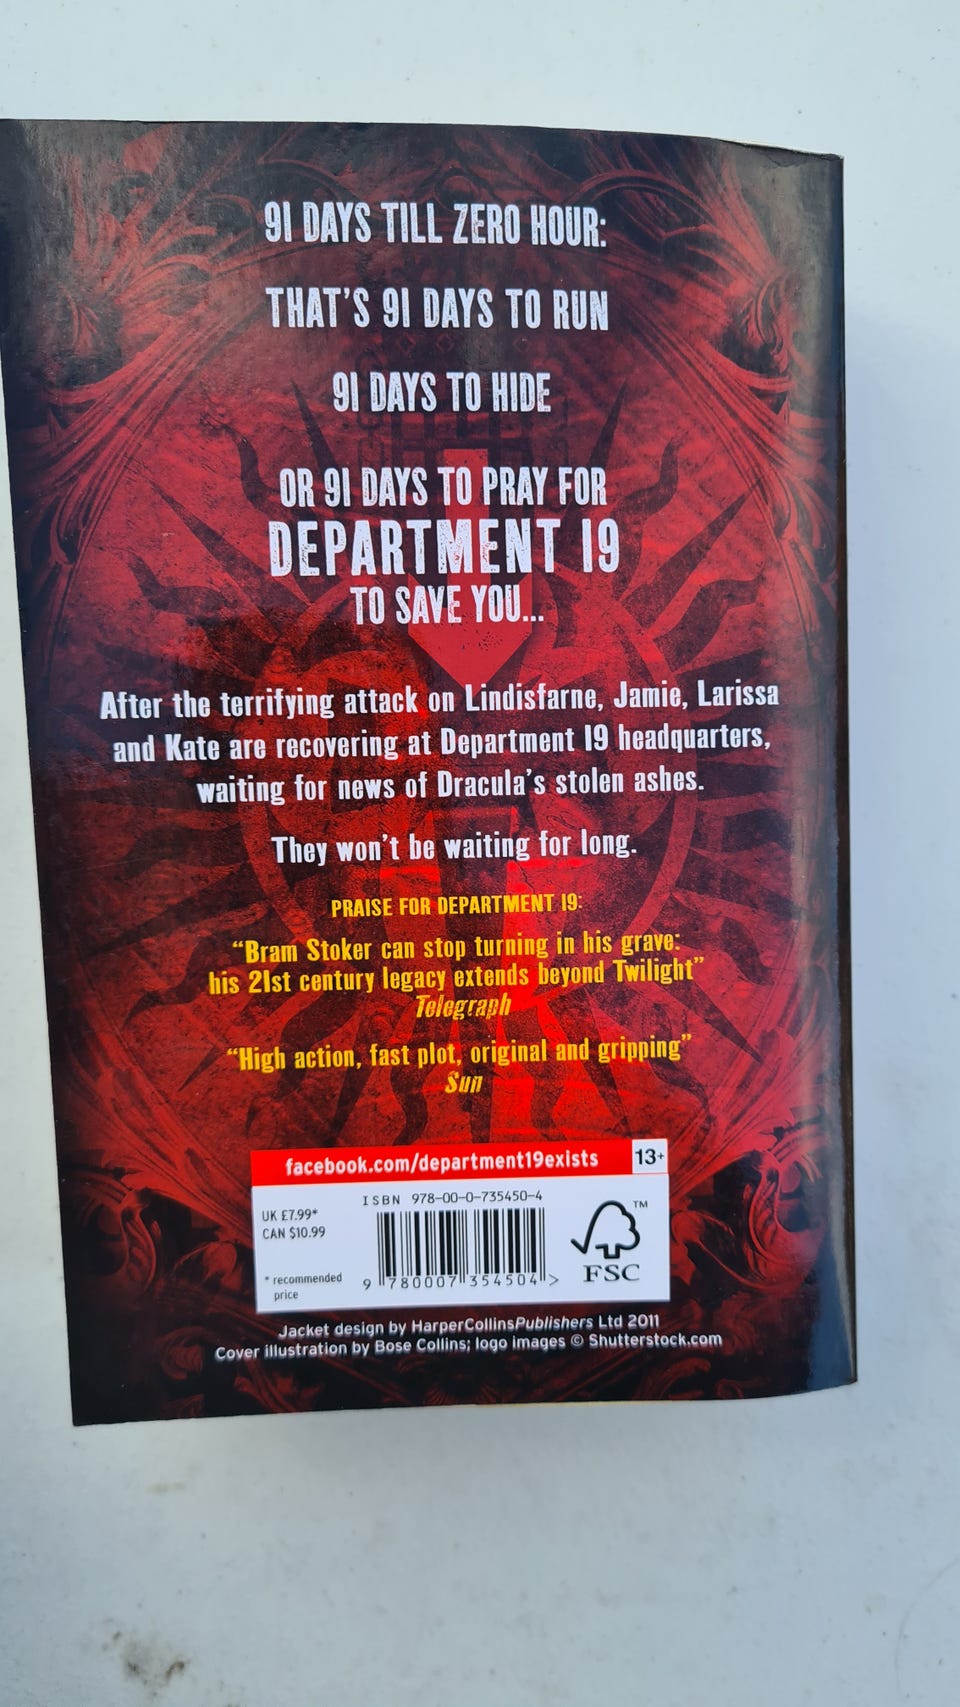 91 DAYS TILL ZERO HOUR:
THAT'S 91 DAYS TO RUN
91 DAYS TO HIDE
OR 91 DAYS TO PRAY FOR
DEPARTMENT 19
TO SAVE YOU...
After the terrifying attack on Lindisfarne, Jamie, Larissa
and Kate are recovering at Department 19 headquarters,
waiting for news of Dracula's stolen ashes.
They won't be waiting for long.
PRAISE FOR DEPARTMENT 19:
"Bram Stoker can stop turning in his grave:
his 21st century legacy extends beyond Twilight"
Telegraph
"High action, fast plot, original and gripping"
Sun
facebook.com/department19exists 13+
ISBN 978-00-0-735450-4
UK £7.99*
CAN $10.99
* recommended
price
9 780007 354504 >
TM
FSC
Jacket design by HarperCollinsPublishers Ltd 2011
Cover illustration by Bose Collins; logo images © Shutterstock.com